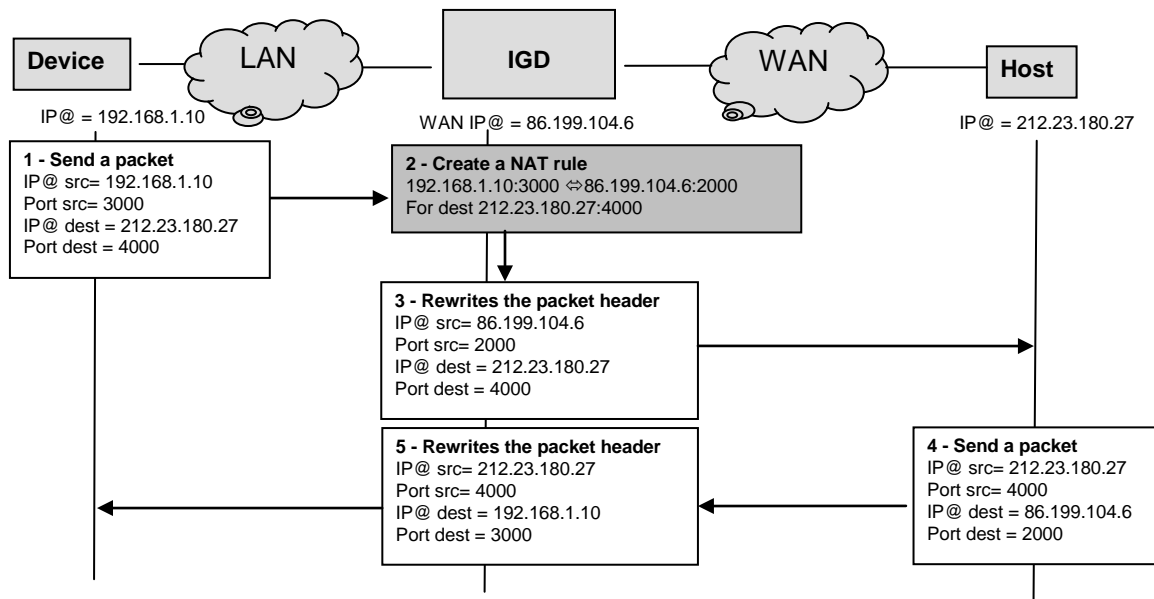 Device
LAN
IGD
WAN
Host
IP@ = 192.168.1.10
WAN IP@ = 86.199.104.6
IP@ = 212.23.180.27
1 - Send a packet
IP@ src= 192.168.1.10
Port src= 3000
IP@ dest = 212.23.180.27
Port dest = 4000
2 - Create a NAT rule
192.168.1.10:3000 ⇔86.199.104.6:2000
For dest 212.23.180.27:4000
3 - Rewrites the packet header
IP@ src= 86.199.104.6
Port src= 2000
IP@ dest = 212.23.180.27
Port dest = 4000
4 - Send a packet
IP@ src= 212.23.180.27
Port src= 4000
IP@ dest = 86.199.104.6
Port dest = 2000
5 - Rewrites the packet header
IP@ src= 212.23.180.27
Port src= 4000
IP@ dest = 192.168.1.10
Port dest = 3000